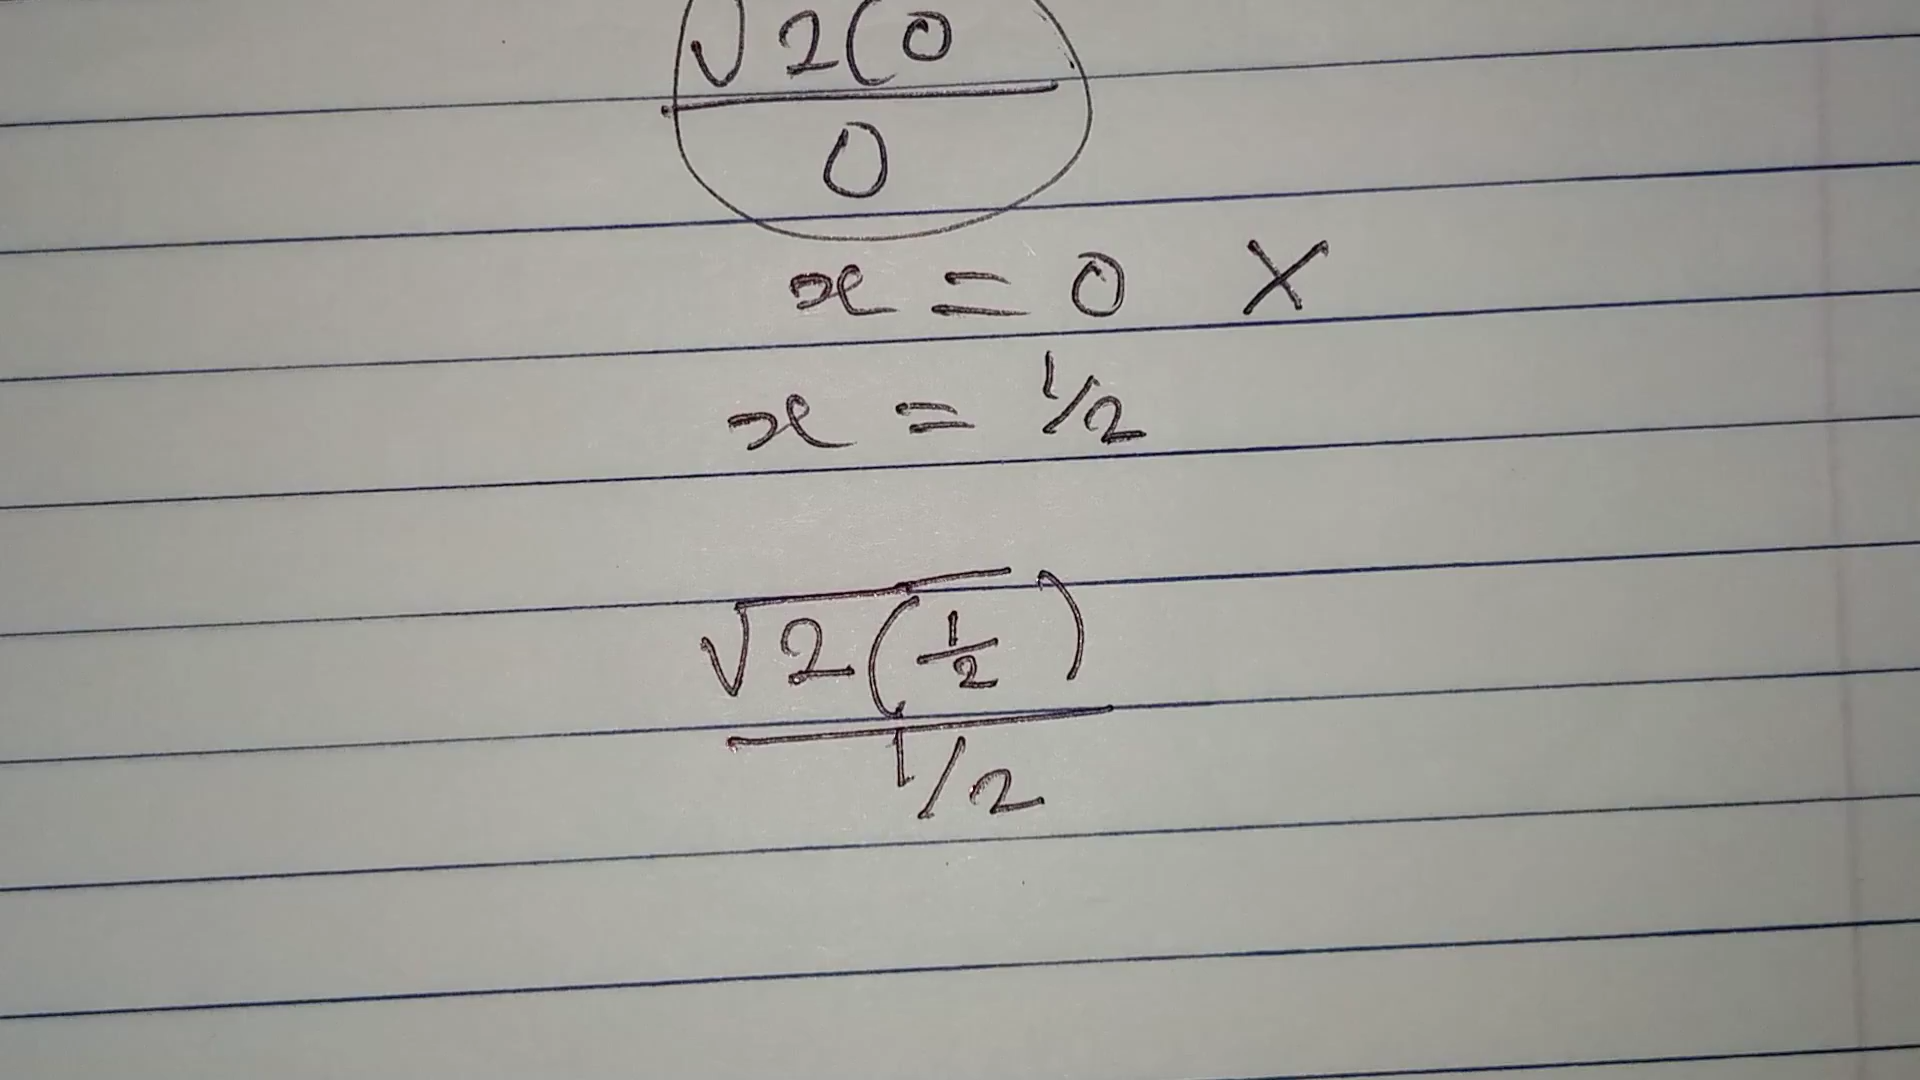 √2(0
0
x = 0 X
x = 1/2
√2(1/2)
1/2